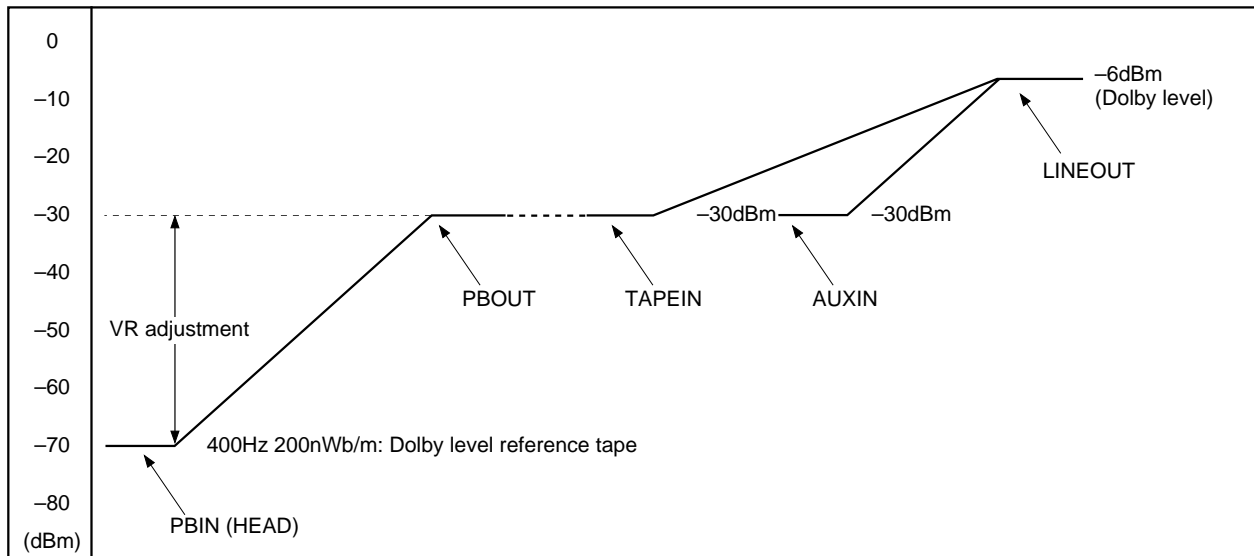 0
–10
–20
–30
–40
–50
–60
–70
–80
(dBm)
–6dBm
(Dolby level)
LINEOUT
–30dBm
–30dBm
PBOUT
TAPEIN
AUXIN
VR adjustment
400Hz 200nWb/m: Dolby level reference tape
PBIN (HEAD)